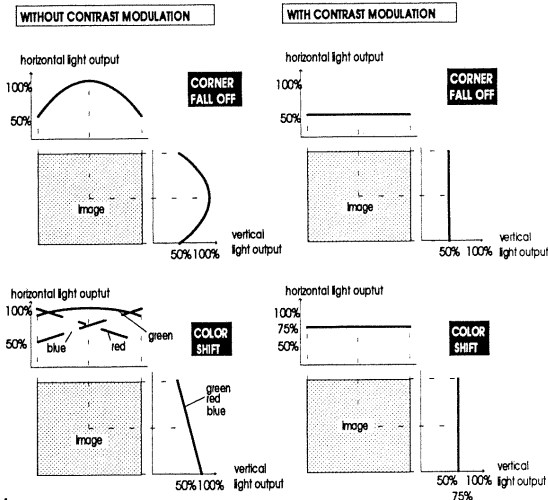 WITHOUT CONTRAST MODULATION
WITH CONTRAST MODULATION
horizontal light output
100%
50%
CORNER
FALL OFF
Image
vertical
light output
50% 100%
horizontal light output
100%
50%
CORNER
FALL OFF
Image
vertical
light output
50% 100%
horizontal light ouptut
100%
50%
green
blue
red
COLOR
SHIFT
Image
green
red
blue
vertical
light output
50% 100%
horizontal light output
100%
75%
50%
COLOR
SHIFT
Image
vertical
light output
50% 100%
75%